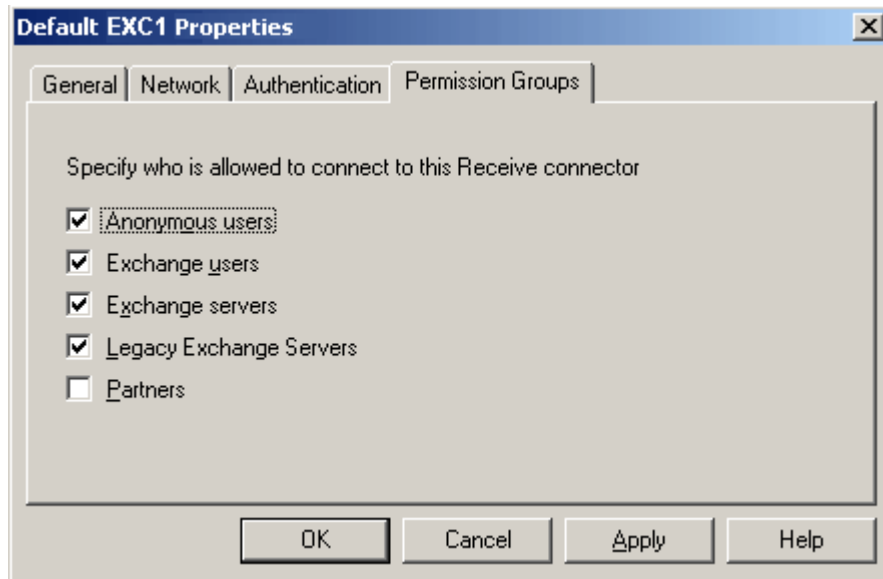 Default EXC1 Properties
General Network Authentication Permission Groups
Specify who is allowed to connect to this Receive connector
Anonymous users
Exchange users
Exchange servers
Legacy Exchange Servers
Partners
OK Cancel Apply Help